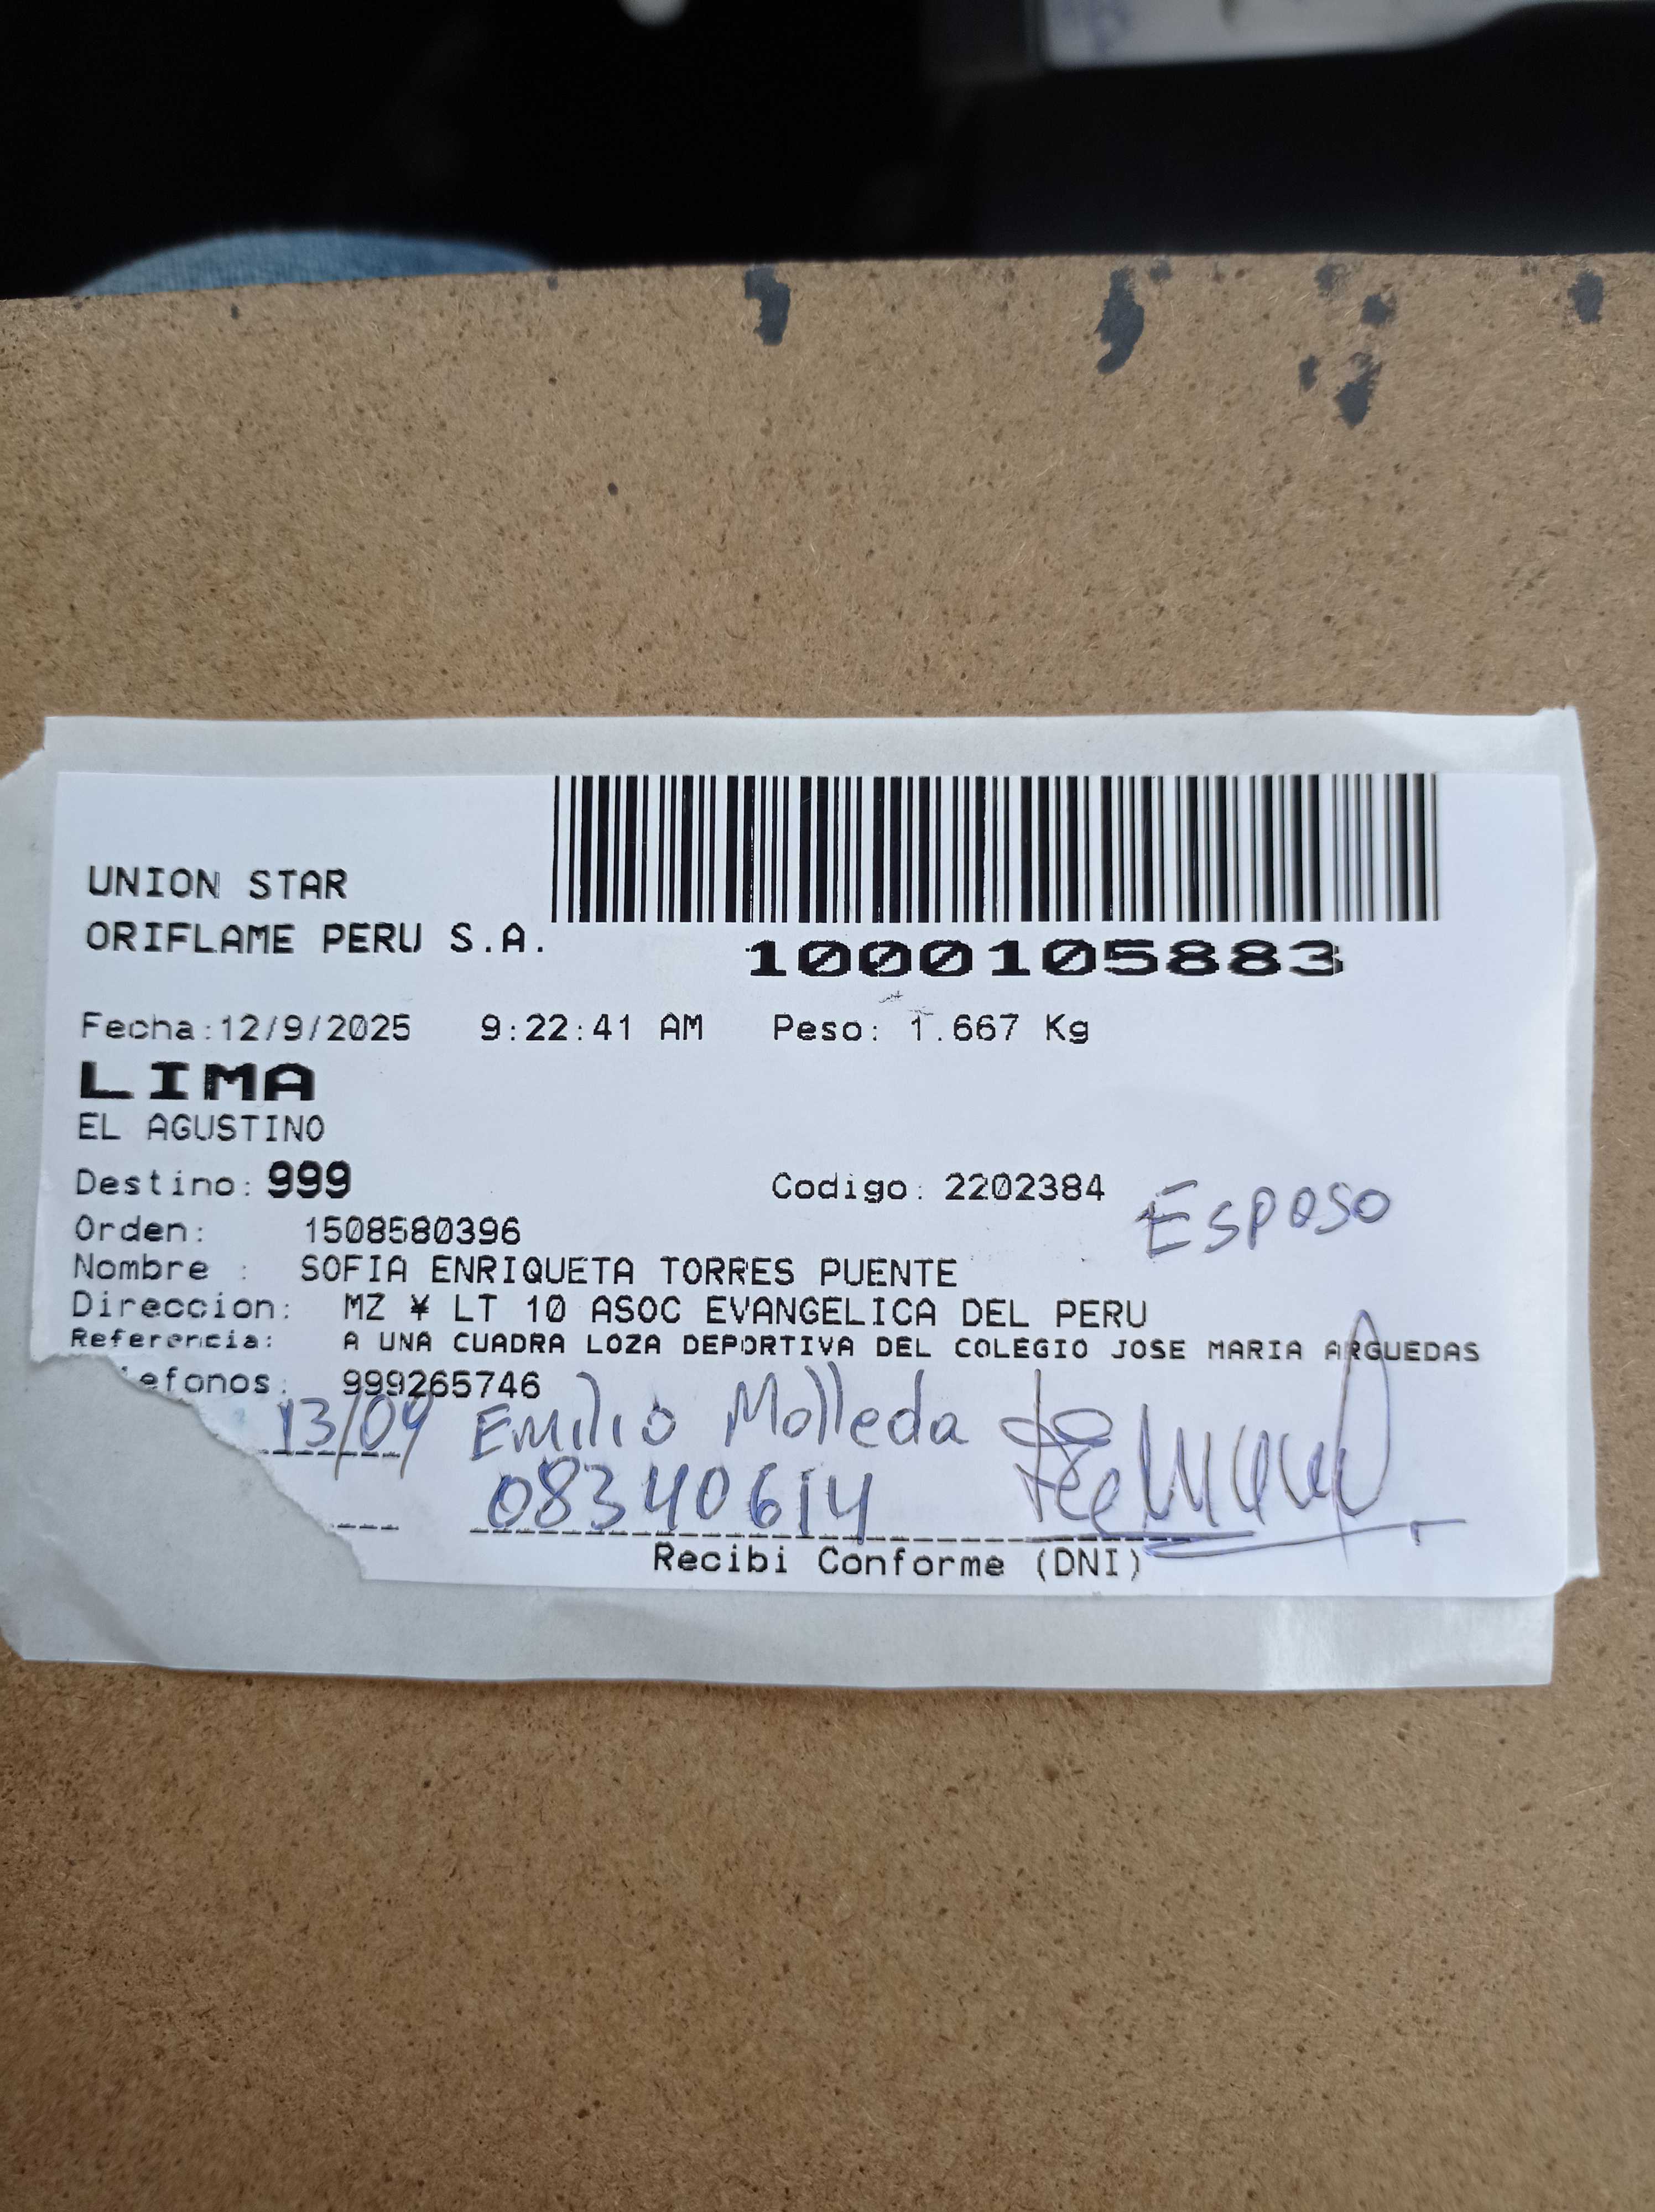 UNION STAR
ORIFLAME PERU S.A.
1000105883
Fecha:12/9/2025 9:22:41 AM Peso: 1.667 Kg
LIMA
EL AGUSTINO
Destino: 999 Codigo: 2202384
Esposo
Orden: 1508580396
Nombre : SOFIA ENRIQUETA TORRES PUENTE
Direccion: MZ ¥ LT 10 ASOC EVANGELICA DEL PERU
Referencia: A UNA CUADRA LOZA DEPORTIVA DEL COLEGIO JOSE MARIA ARGUEDAS
efonos: 999265746
13/09 Emilio Molleda
08340614
Recibi Conforme (DNI)